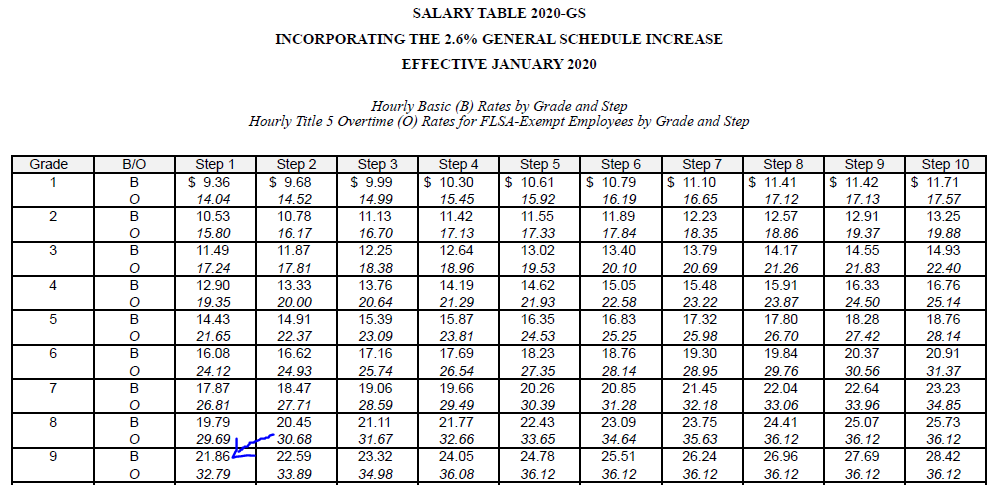 SALARY TABLE 2020-GS
INCORPORATING THE 2.6% GENERAL SCHEDULE INCREASE
EFFECTIVE JANUARY 2020
Hourly Basic (B) Rates by Grade and Step
Hourly Title 5 Overtime (O) Rates for FLSA-Exempt Employees by Grade and Step
Grade B/O Step 1 Step 2 Step 3 Step 4 Step 5 Step 6 Step 7 Step 8 Step 9 Step 10
1 B $ 9.36 $ 9.68 $ 9.99 $ 10.30 $ 10.61 $ 10.79 $ 11.10 $ 11.41 $ 11.42 $ 11.71
O 14.04 14.52 14.99 15.45 15.92 16.19 16.65 17.12 17.13 17.57
2 B 10.53 10.78 11.13 11.42 11.55 11.89 12.23 12.57 12.91 13.25
O 15.80 16.17 16.70 17.13 17.33 17.84 18.35 18.86 19.37 19.88
3 B 11.49 11.87 12.25 12.64 13.02 13.40 13.79 14.17 14.55 14.93
O 17.24 17.81 18.38 18.96 19.53 20.10 20.69 21.26 21.83 22.40
4 B 12.90 13.33 13.76 14.19 14.62 15.05 15.48 15.91 16.33 16.76
O 19.35 20.00 20.64 21.29 21.93 22.58 23.22 23.87 24.50 25.14
5 B 14.43 14.91 15.39 15.87 16.35 16.83 17.32 17.80 18.28 18.76
O 21.65 22.37 23.09 23.81 24.53 25.25 25.98 26.70 27.42 28.14
6 B 16.08 16.62 17.16 17.69 18.23 18.76 19.30 19.84 20.37 20.91
O 24.12 24.93 25.74 26.54 27.35 28.14 28.95 29.76 30.56 31.37
7 B 17.87 18.47 19.06 19.66 20.26 20.85 21.45 22.04 22.64 23.23
O 26.81 27.71 28.59 29.49 30.39 31.28 32.18 33.06 33.96 34.85
8 B 19.79 20.45 21.11 21.77 22.43 23.09 23.75 24.41 25.07 25.73
O 29.69 30.68 31.67 32.66 33.65 34.64 35.63 36.12 36.12 36.12
9 B 21.86 22.59 23.32 24.05 24.78 25.51 26.24 26.96 27.69 28.42
O 32.79 33.89 34.98 36.08 36.12 36.12 36.12 36.12 36.12 36.12